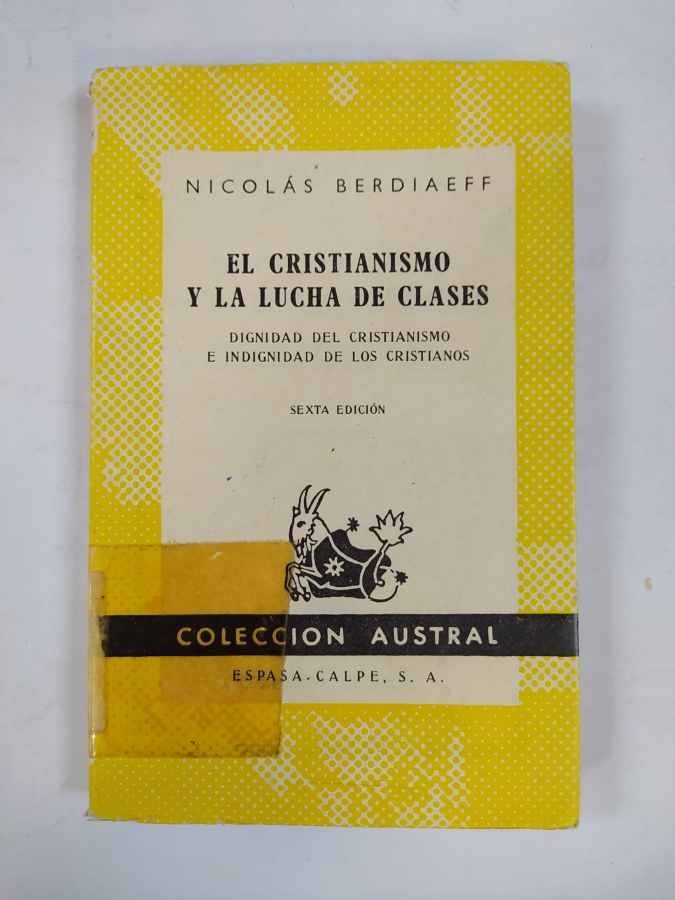 NICOLÁS BERDIAEFF
EL CRISTIANISMO
Y LA LUCHA DE CLASES
DIGNIDAD DEL CRISTIANISMO
E INDIGNIDAD DE LOS CRISTIANOS
SEXTA EDICIÓN
COLECCION AUSTRAL
ESPASA-CALPE, S. A.